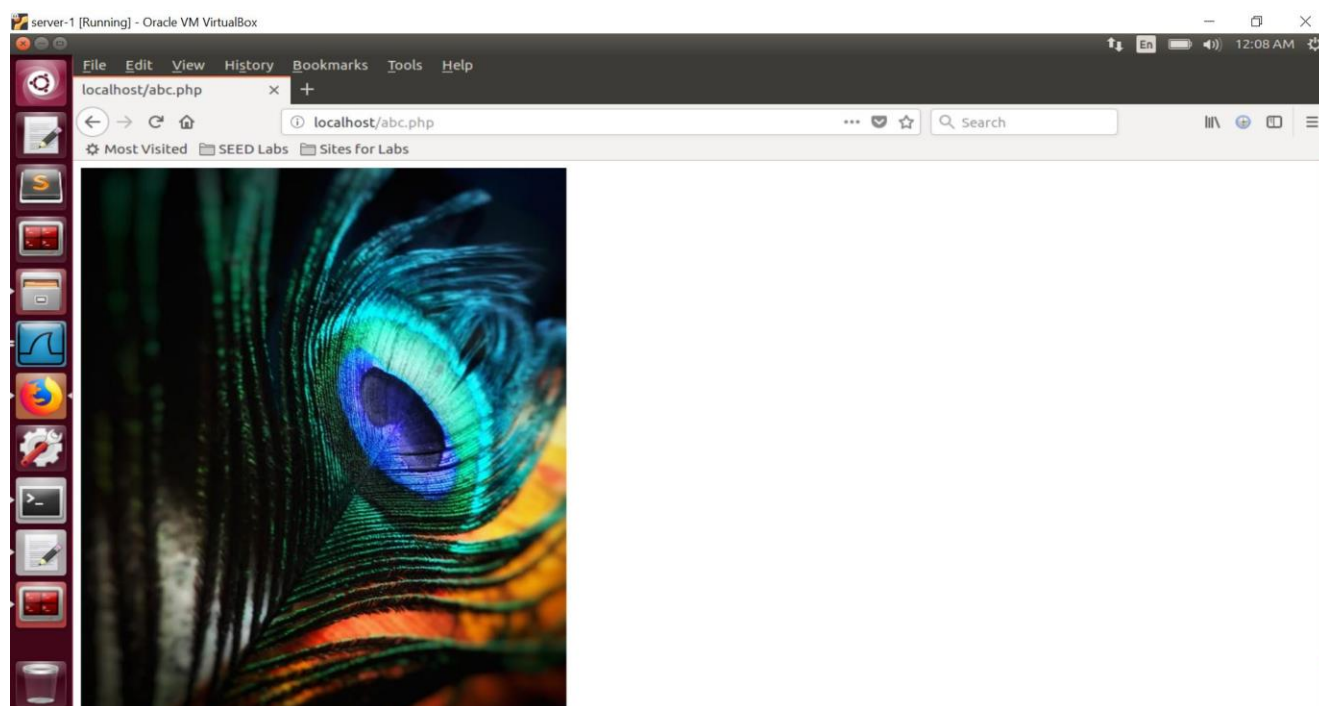 server-1 [Running] - Oracle VM VirtualBox
En 12:08 AM
File Edit View History Bookmarks Tools Help
localhost/abc.php
localhost/abc.php
Search
Most Visited SEED Labs Sites for Labs
S
>_